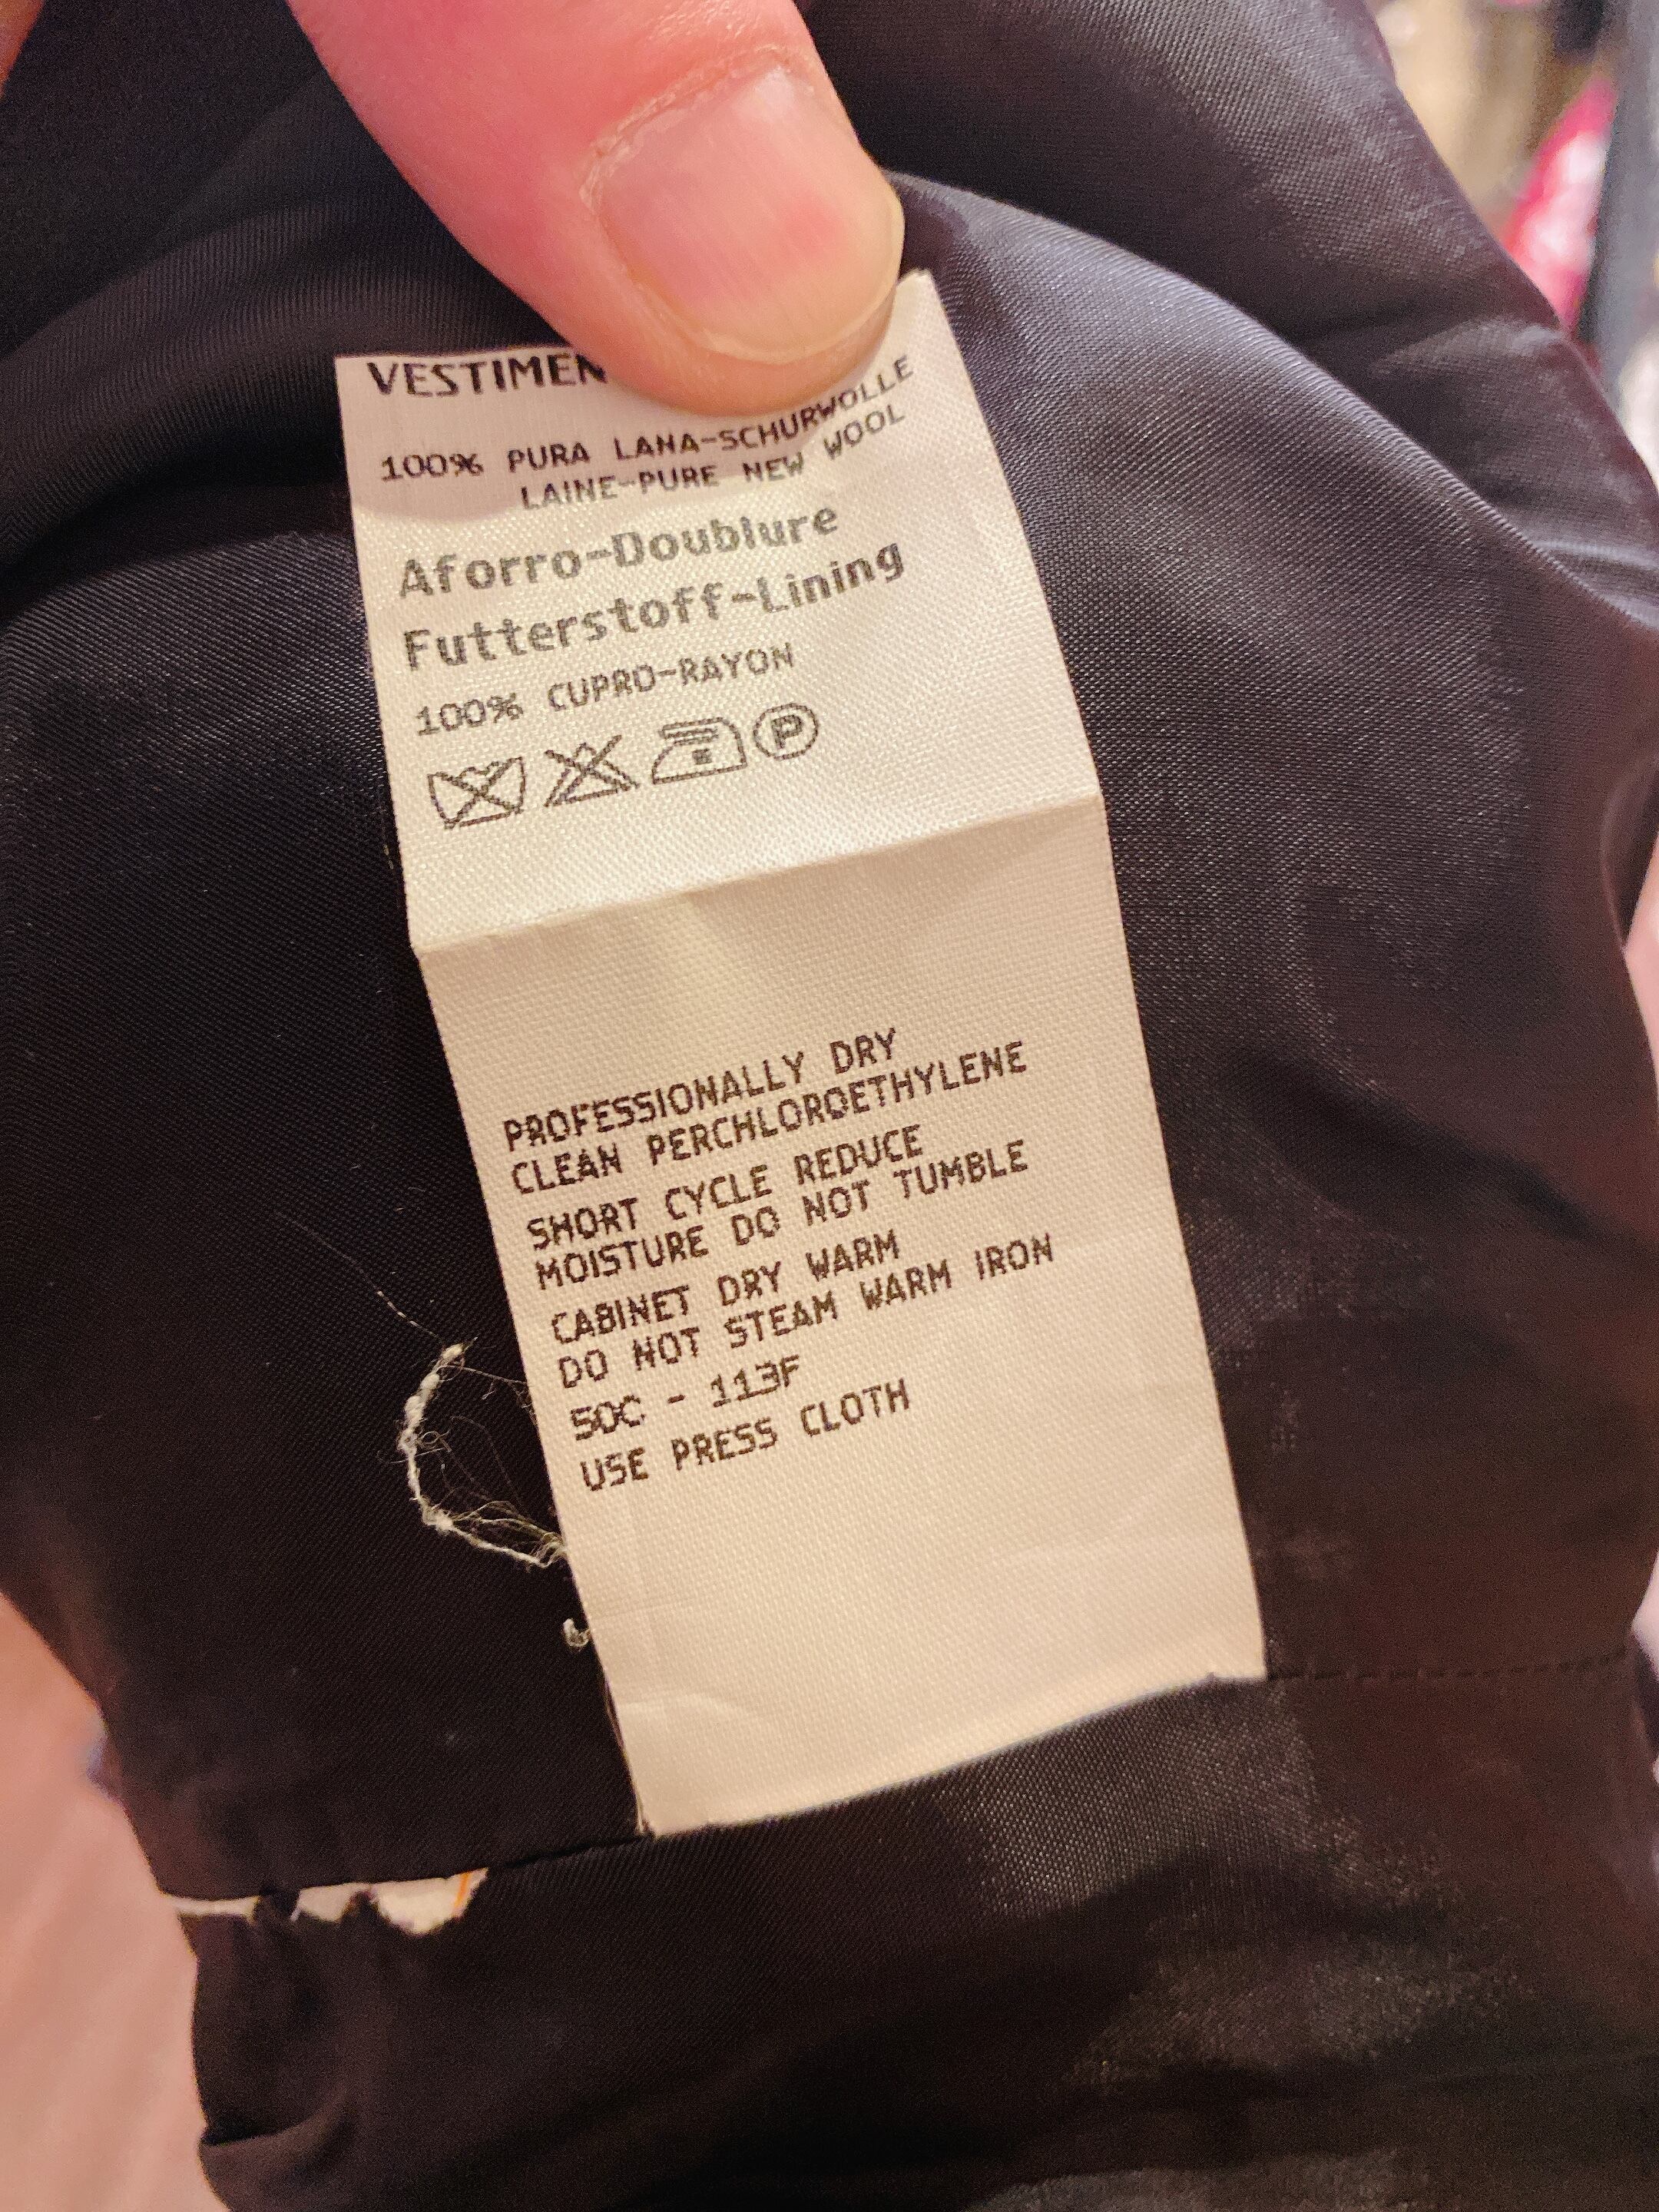 VESTIMEN
100% PURA LANA-SCHURWOLLE
LAINE-PURE NEW WOOL
Aforro-Doublure
Futterstoff-Lining
100% CUPRO-RAYON
P
PROFESSIONALLY DRY
CLEAN PERCHLOROETHYLENE
SHORT CYCLE REDUCE
MOISTURE DO NOT TUMBLE
CABINET DRY WARM
DO NOT STEAM WARM IRON
50C - 113F
USE PRESS CLOTH